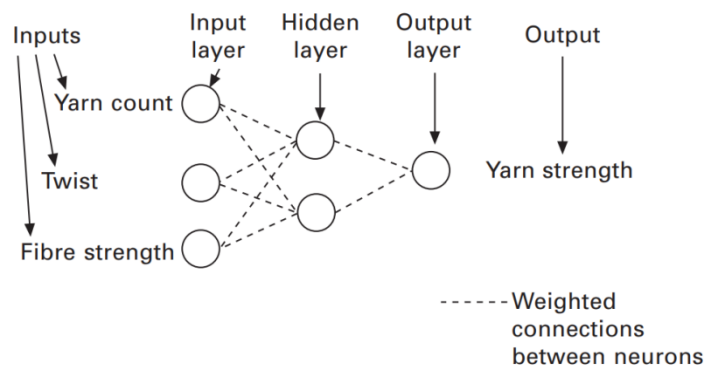 Inputs
Input
layer
Hidden
layer
Output
layer
Output
Yarn count
Twist
Yarn strength
Fibre strength
Weighted
connections
between neurons